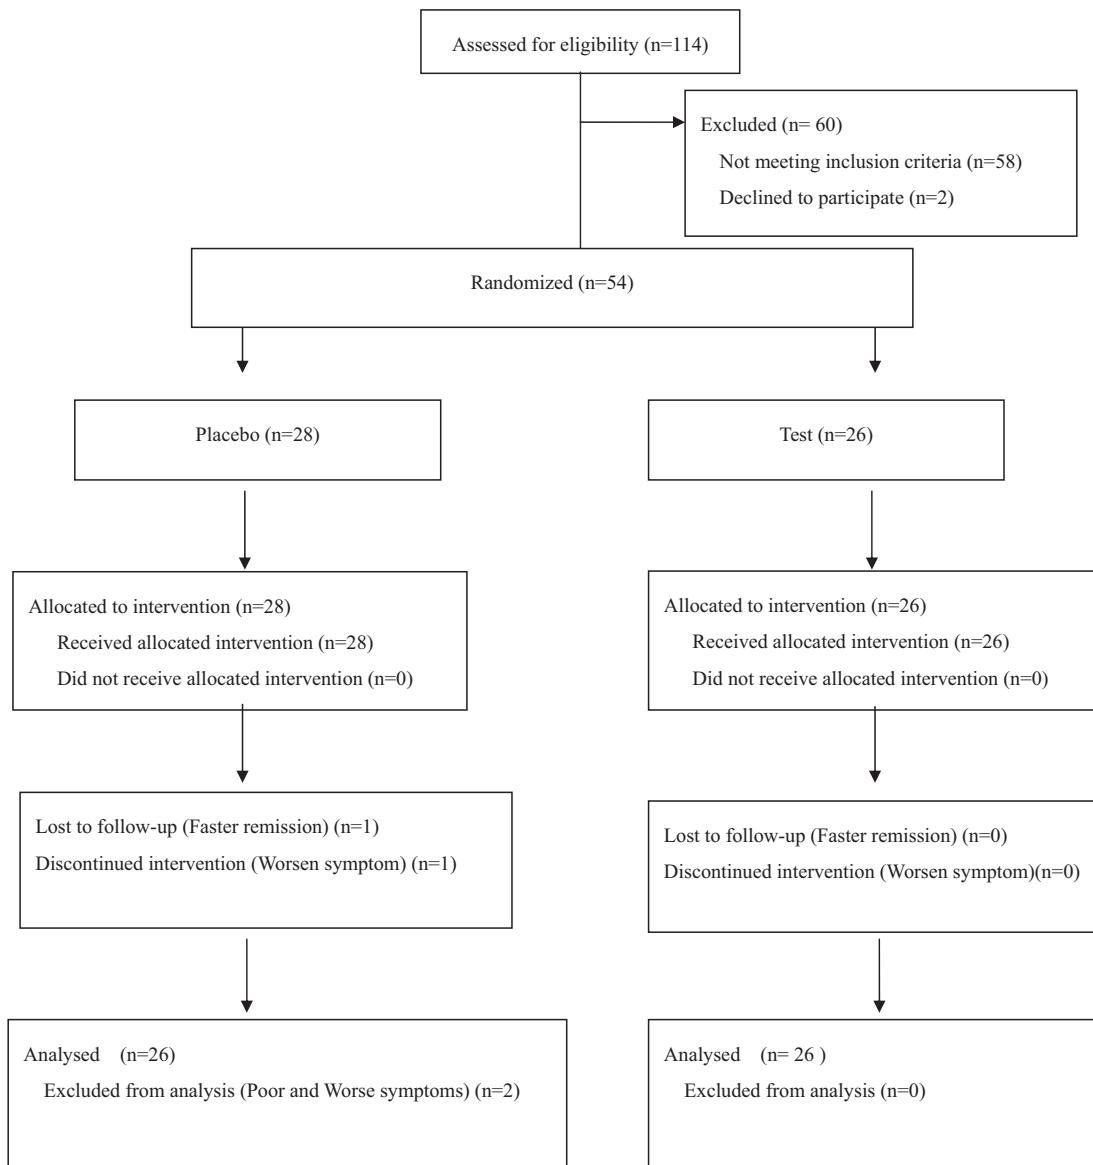 Assessed for eligibility (n=114)
Excluded (n= 60)
Not meeting inclusion criteria (n=58)
Declined to participate (n=2)
Randomized (n=54)
Placebo (n=28)
Test (n=26)
Allocated to intervention (n=28)
Received allocated intervention (n=28)
Did not receive allocated intervention (n=0)
Allocated to intervention (n=26)
Received allocated intervention (n=26)
Did not receive allocated intervention (n=0)
Lost to follow-up (Faster remission) (n=1)
Discontinued intervention (Worsen symptom) (n=1)
Lost to follow-up (Faster remission) (n=0)
Discontinued intervention (Worsen symptom)(n=0)
Analysed (n=26)
Excluded from analysis (Poor and Worse symptoms) (n=2)
Analysed (n= 26 )
Excluded from analysis (n=0)